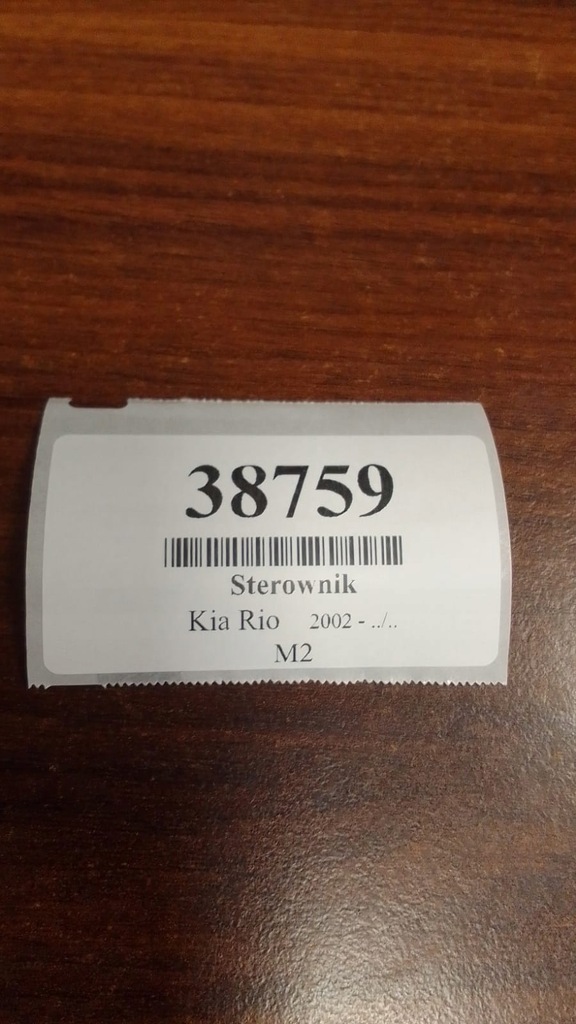 38759
Sterownik
Kia Rio 2002 - ../..
M2